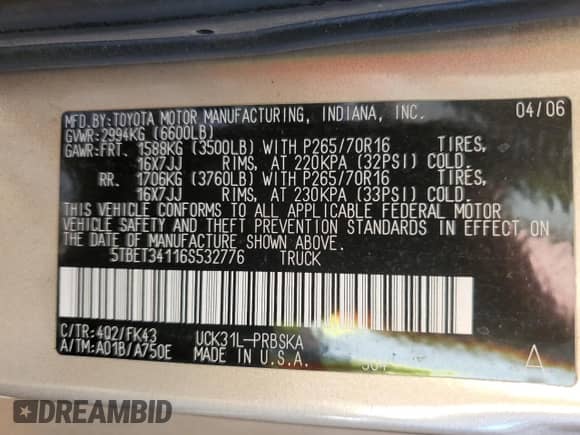 MFD.BY:TOYOTA MOTOR MANUFACTURING, INDIANA, INC. 04/06
GVWR:2994KG (6600LB)
GAWR:FRT. 1588KG (3500LB) WITH P265/70R16 TIRES,
16X7JJ RIMS, AT 220KPA (32PSI) COLD.
RR. 1706KG (3760LB) WITH P265/70R16 TIRES,
16X7JJ RIMS, AT 230KPA (33PSI) COLD.
THIS VEHICLE CONFORMS TO ALL APPLICABLE FEDERAL MOTOR
VEHICLE SAFETY AND THEFT PREVENTION STANDARDS IN EFFECT ON
THE DATE OF MANUFACTURE SHOWN ABOVE.
5TBET34116S532776 TRUCK
C/TR:4Q2/FK43 UCK31L-PRBSKA
A/TM:A01B/A750E MADE IN U.S.A.
DREAMBID